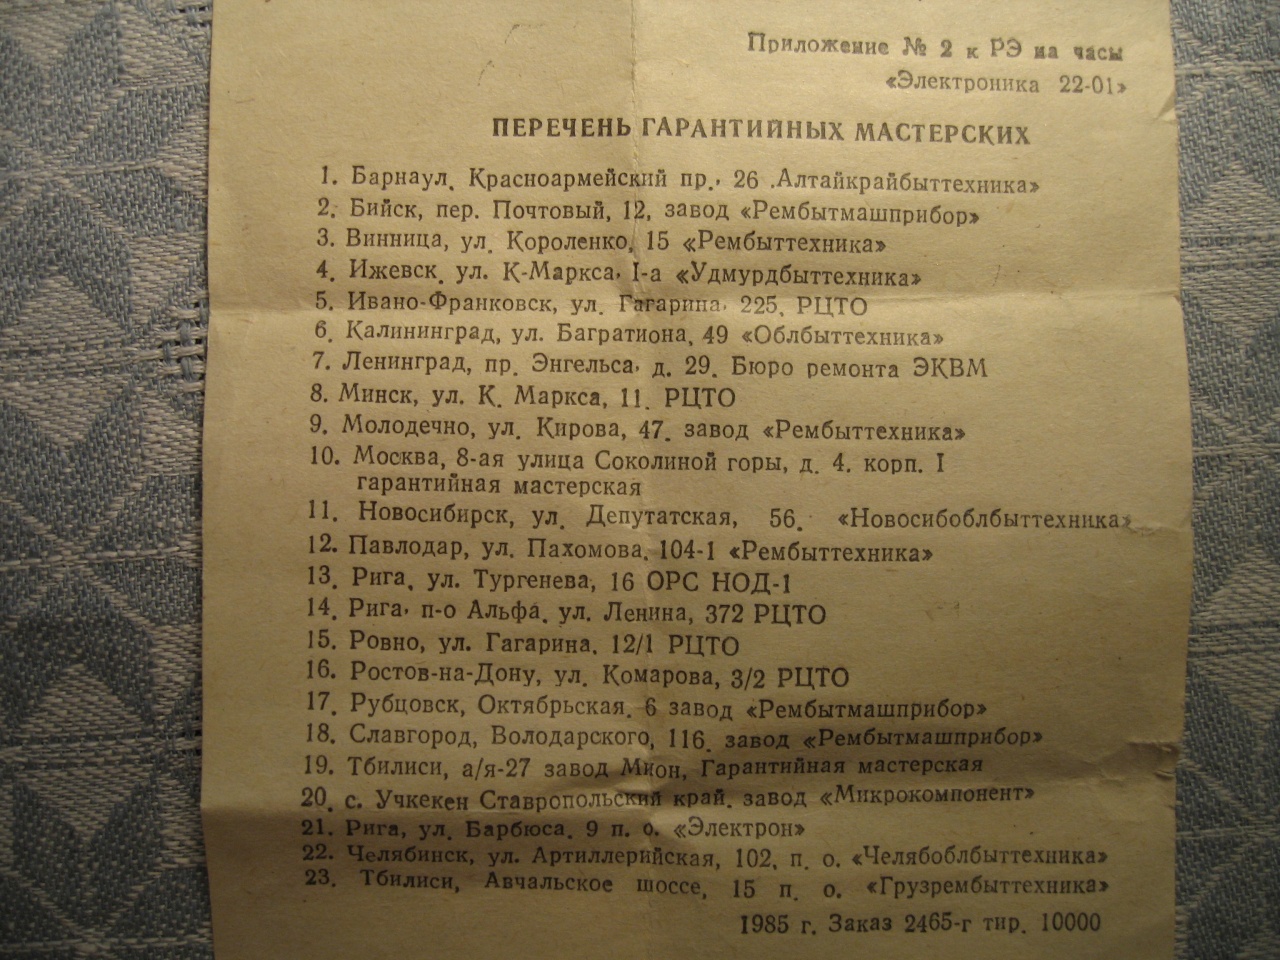 Приложение № 2 к РЭ на часы
«Электроника 22-01»
ПЕРЕЧЕНЬ ГАРАНТИЙНЫХ МАСТЕРСКИХ
1. Барнаул. Красноармейский пр., 26 .Алтайкрайбыттехника»
2. Бийск, пер. Почтовый, 12, завод «Рембытмашприбор»
3. Винница, ул. Короленко, 15 «Рембыттехника»
4. Ижевск, ул. К-Маркса, I-а «Удмурдбыттехника»
5. Ивано-Франковск, ул. Гагарина, 225. РЦТО
6. Калининград, ул. Багратиона, 49 «Облбыттехника»
7. Ленинград, пр. Энгельса, д. 29. Бюро ремонта ЭКВМ
8. Минск, ул. К. Маркса, 11. РЦТО
9. Молодечно, ул. Кирова, 47. завод «Рембыттехника»
10. Москва, 8-ая улица Соколиной горы, д. 4. корп. I
гарантийная мастерская
11. Новосибирск, ул. Депутатская, 56. «Новосибоблбыттехника»
12. Павлодар, ул. Пахомова, 104-1 «Рембыттехника»
13. Рига, ул. Тургенева, 16 ОРС НОД-1
14. Рига, п-о Альфа, ул. Ленина, 372 РЦТО
15. Ровно, ул. Гагарина, 12/1 РЦТО
16. Ростов-на-Дону, ул. Комарова, 3/2 РЦТО
17. Рубцовск, Октябрьская. 6 завод «Рембытмашприбор»
18. Славгород, Володарского, 116. завод «Рембытмашприбор»
19. Тбилиси, а/я-27 завод Мион, Гарантийная мастерская
20. с. Учкекен Ставропольский край. завод «Микрокомпонент»
21. Рига, ул. Барбюса, 9 п. о. «Электрон»
22. Челябинск, ул. Артиллерийская, 102, п. о. «Челябоблбыттехника»
23. Тбилиси, Авчальское шоссе, 15 п. о. «Грузрембыттехника»
1985 г. Заказ 2465-г тир. 10000